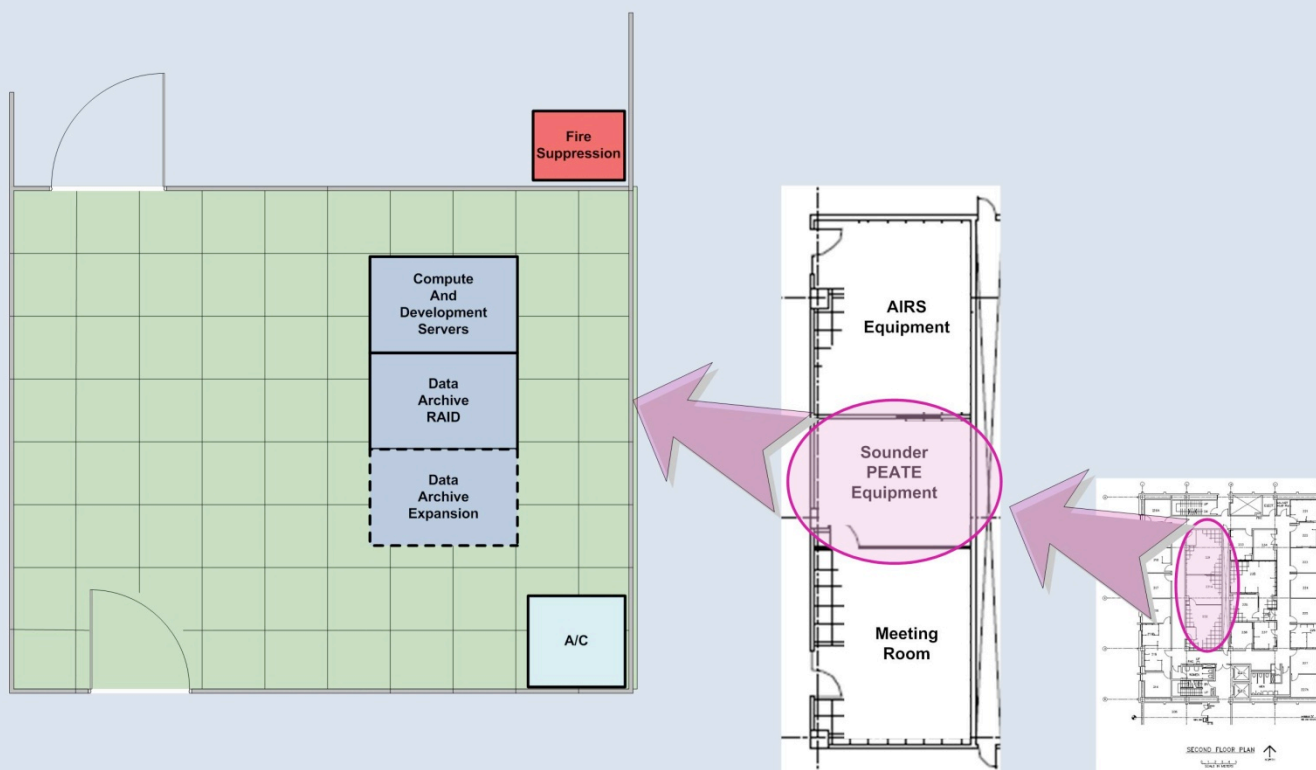 Fire
Suppression
Compute
And
Development
Servers
Data
Archive
RAID
Data
Archive
Expansion
A/C
AIRS
Equipment
Sounder
PEATE
Equipment
Meeting
Room
SECOND FLOOR PLAN